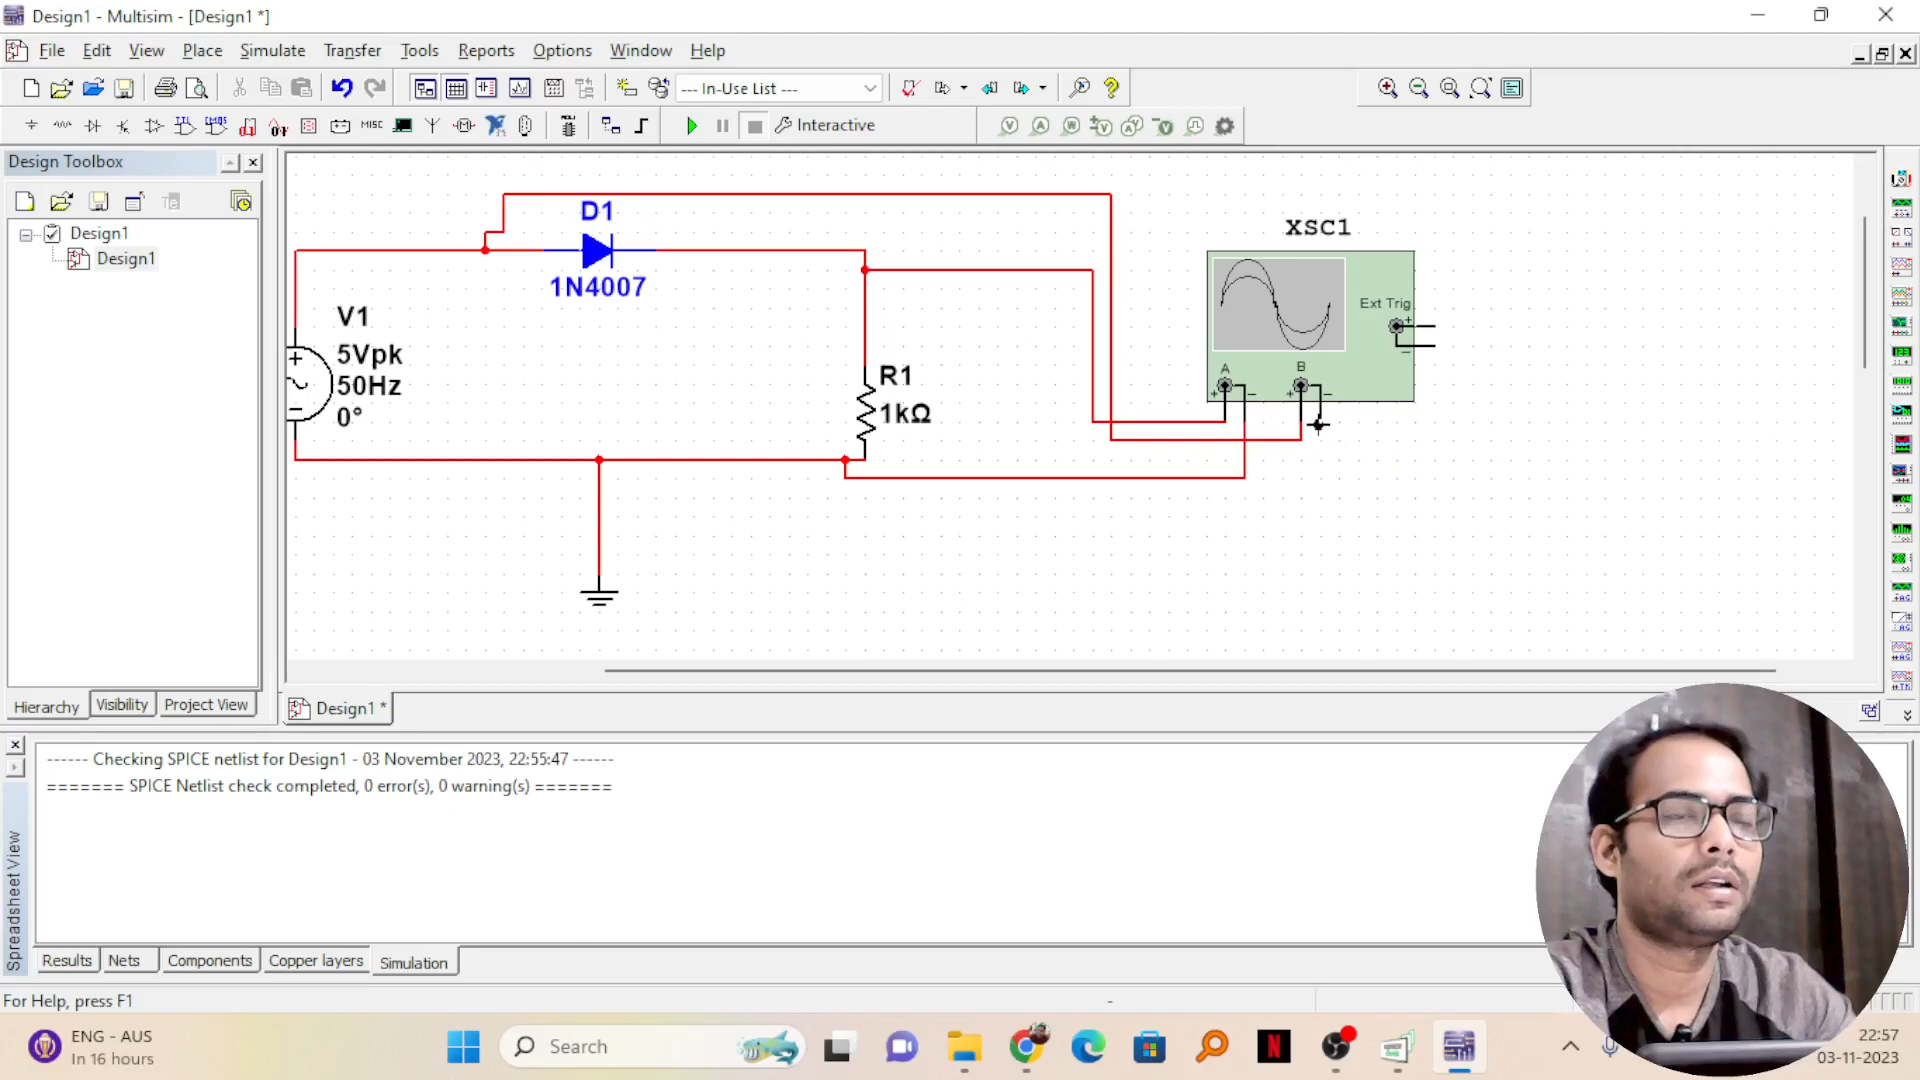 Design1 - Multisim - [Design1 *]
File Edit View Place Simulate Transfer Tools Reports Options Window Help
--- In-Use List ---
MISC
Interactive
Design Toolbox
Design1
Design1
Hierarchy Visibility Project View
D1
1N4007
V1
5Vpk
50Hz
0°
R1
1kΩ
XSC1
Ext Trig
A
B
Design1 *
------ Checking SPICE netlist for Design1 - 03 November 2023, 22:55:47 ------
======= SPICE Netlist check completed, 0 error(s), 0 warning(s) =======
Spreadsheet View
Results Nets Components Copper layers Simulation
For Help, press F1
-
ENG - AUS
In 16 hours
Search
N
22:57
03-11-2023